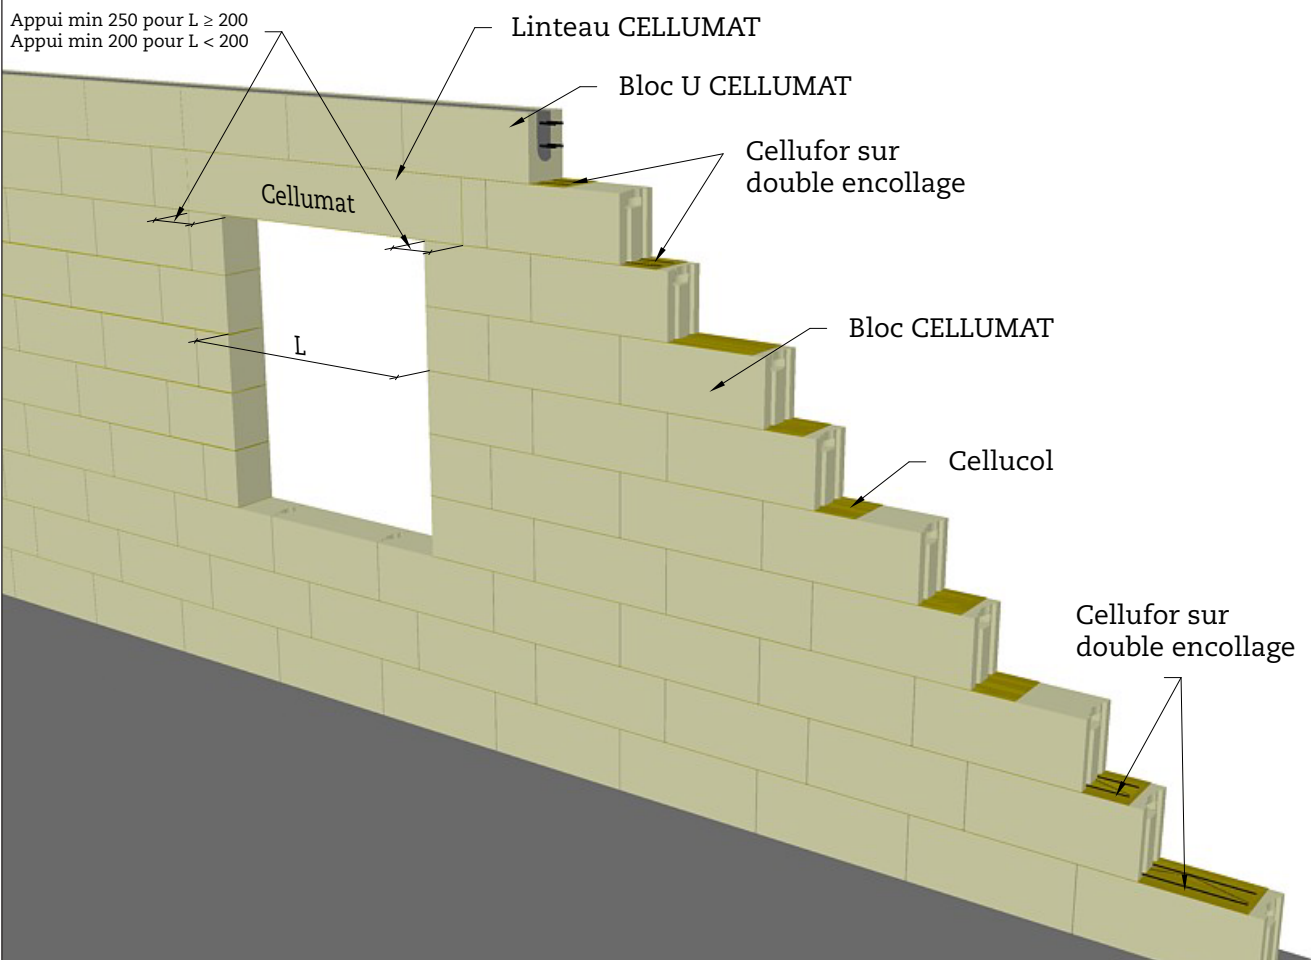 Appui min 250 pour L ≥ 200
Appui min 200 pour L < 200
Linteau CELLUMAT
Bloc U CELLUMAT
Cellufor sur
double encollage
Cellumat
L
Bloc CELLUMAT
Cellucol
Cellufor sur
double encollage